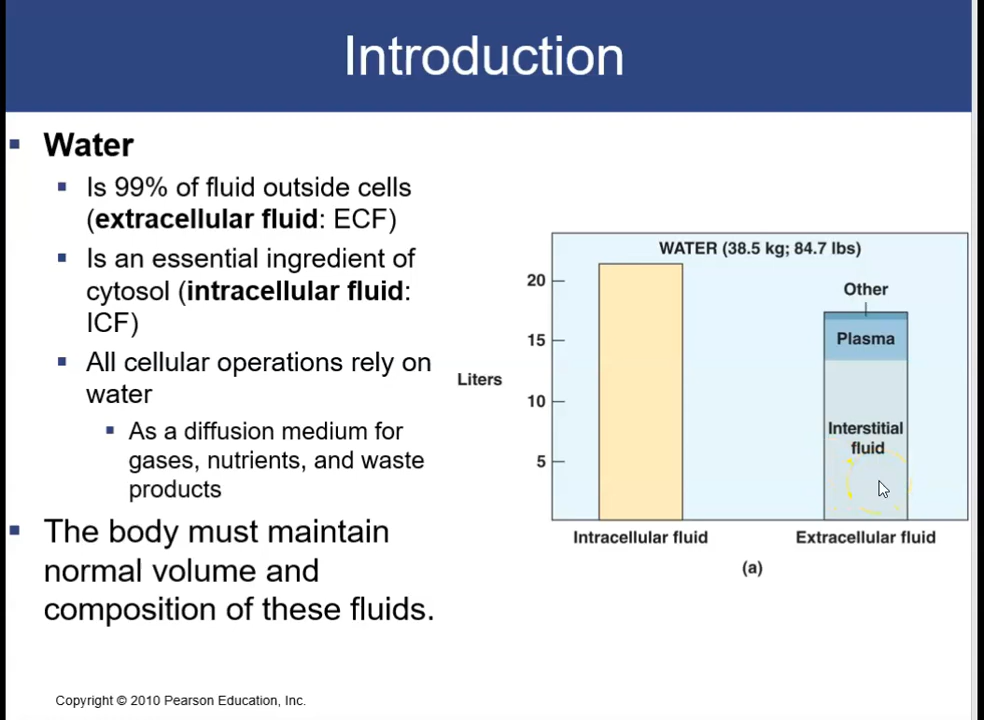 Introduction
Water
Is 99% of fluid outside cells
(extracellular fluid: ECF)
Is an essential ingredient of
cytosol (intracellular fluid:
ICF)
All cellular operations rely on
water
As a diffusion medium for
gases, nutrients, and waste
products
The body must maintain
normal volume and
composition of these fluids.
WATER (38.5 kg; 84.7 lbs)
20
15
Liters
10
5
Other
Plasma
Interstitial
fluid
Intracellular fluid
Extracellular fluid
(a)
Copyright © 2010 Pearson Education, Inc.